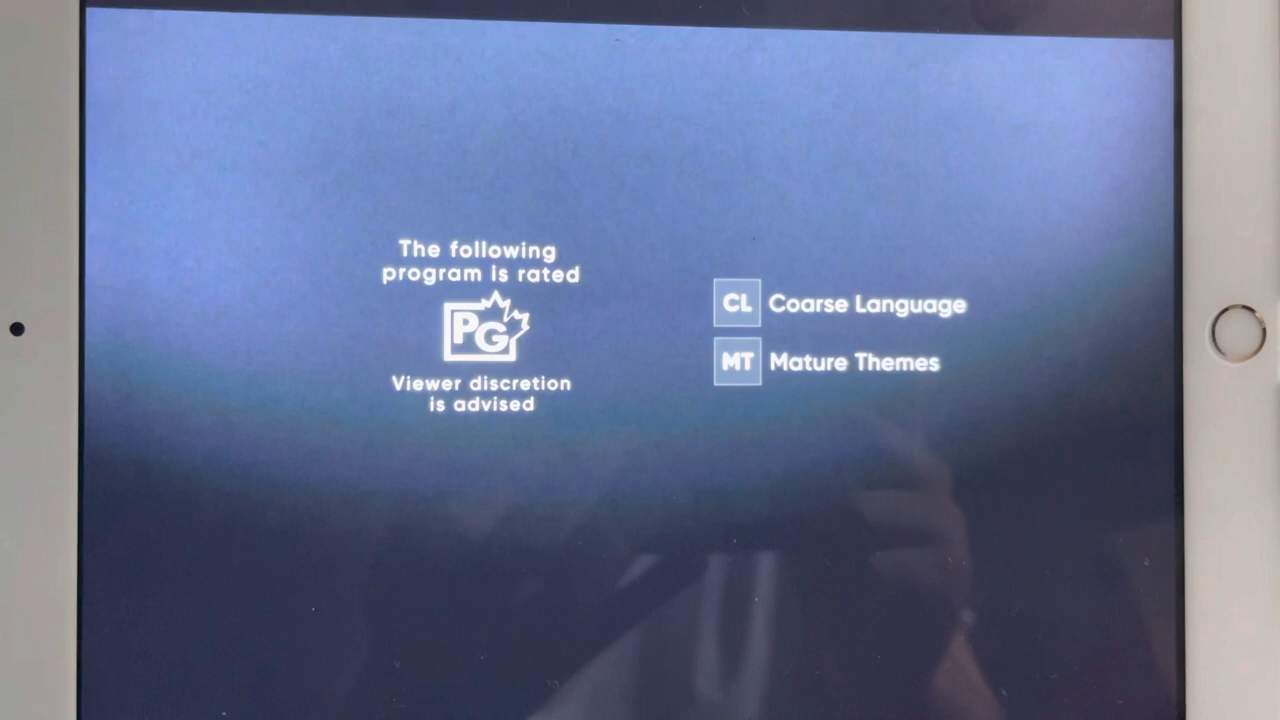 The following
program is rated
PG
Viewer discretion
is advised
CL Coarse Language
MT Mature Themes